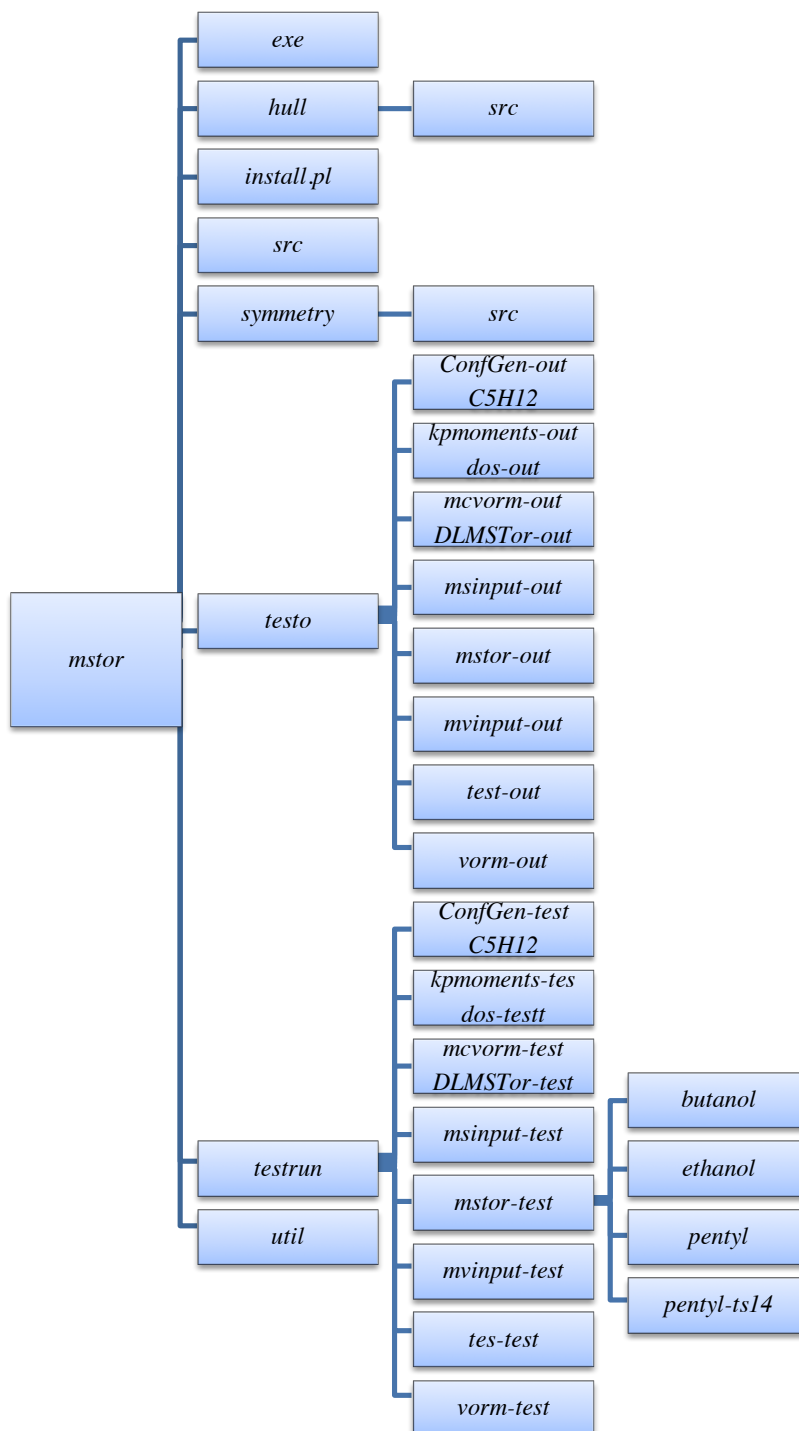 exe
hull
src
install.pl
src
symmetry
src
ConfGen-out
C5H12
kpmoments-out
dos-out
mcvorm-out
DLMSTor-out
msinput-out
mstor
testo
mstor-out
mvinput-out
test-out
vorm-out
ConfGen-test
C5H12
kpmoments-tes
dos-testt
mcvorm-test
DLMSTor-test
butanol
msinput-test
testrun
ethanol
mstor-test
util
pentyl
mvinput-test
pentyl-ts14
tes-test
vorm-test